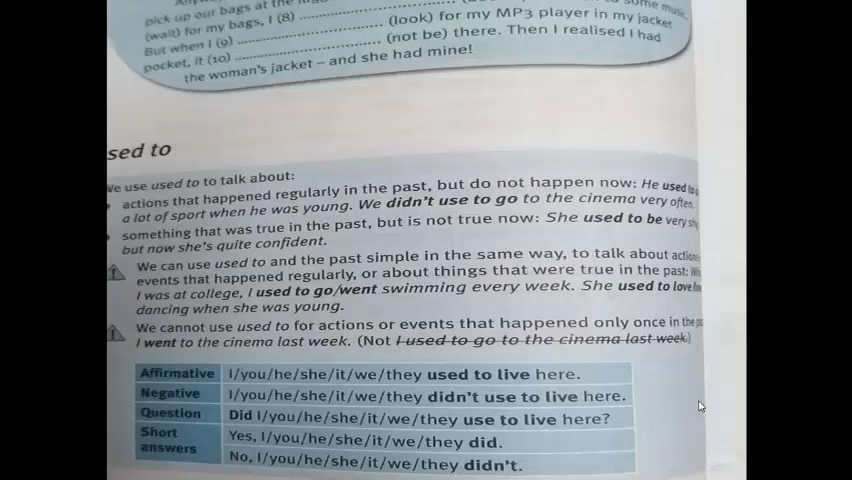 pick up our bags at the
some music
(wait) for my bags, I (8) ........................
(look) for my MP3 player in my jacket
But when I (9) ........................
(not be) there. Then I realised I had
pocket, it (10) ........................
the woman's jacket – and she had mine!
sed to
We use used to to talk about:
actions that happened regularly in the past, but do not happen now: He used to
a lot of sport when he was young. We didn't use to go to the cinema very often.
something that was true in the past, but is not true now: She used to be very
but now she's quite confident.
We can use used to and the past simple in the same way, to talk about
events that happened regularly, or about things that were true in the past:
I was at college, I used to go/went swimming every week. She used to love
dancing when she was young.
We cannot use used to for actions or events that happened only once in the
I went to the cinema last week. (Not I used to go to the cinema last week.)
Affirmative I/you/he/she/it/we/they used to live here.
Negative I/you/he/she/it/we/they didn't use to live here.
Question Did I/you/he/she/it/we/they use to live here?
Short answers Yes, I/you/he/she/it/we/they did.
No, I/you/he/she/it/we/they didn't.